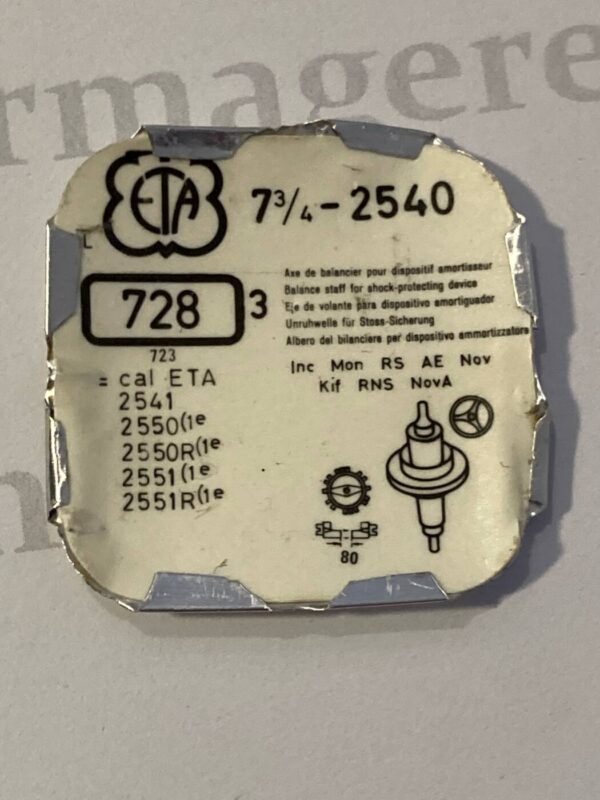 rmagere
ETA
7 3/4 - 2540
L
728 3
723
Axe de balancier pour dispositif amortisseur
Balance staff for shock-protecting device
Eje de volante para dispositivo amortiguador
Unruhwelle für Stoss-Sicherung
Albero del bilanciere per dispositivo ammortizzatore
Inc Mon RS AE Nov
Kif RNS NovA
= cal ETA
2541
2550(1e
2550R(1e
2551(1e
2551R(1e
80